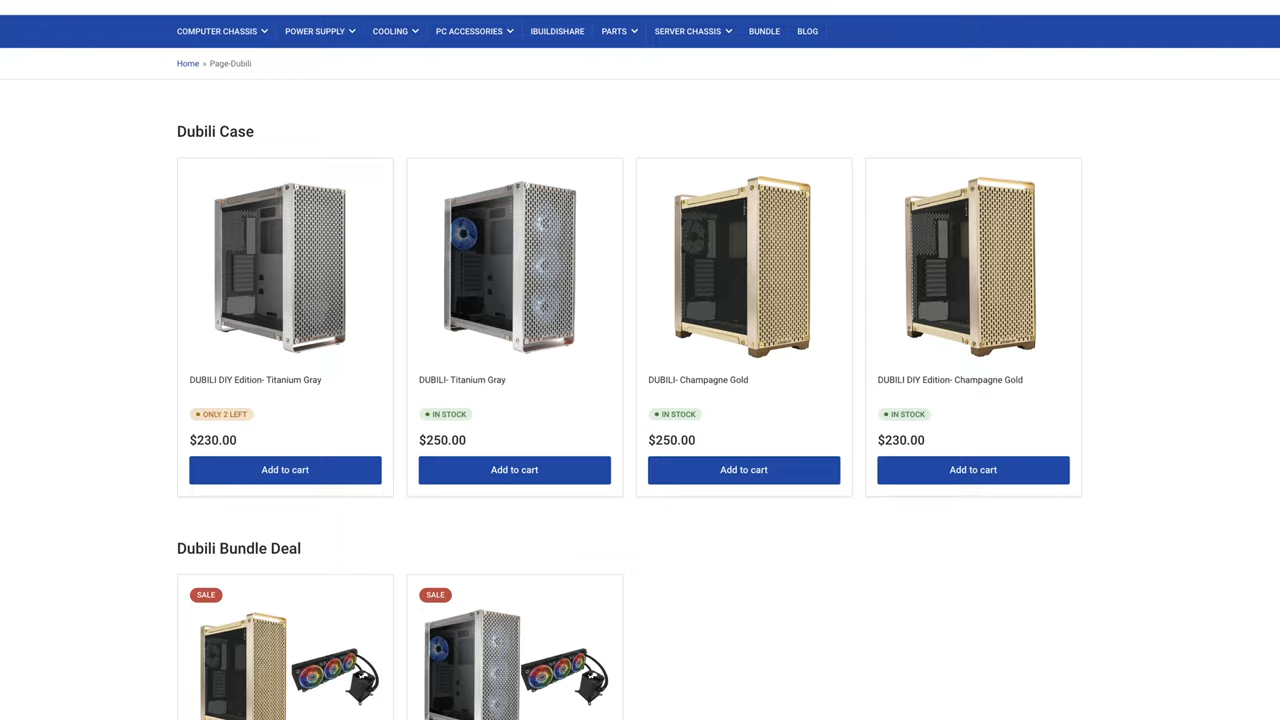 COMPUTER CHASSIS POWER SUPPLY COOLING PC ACCESSORIES IBUILDISHARE PARTS SERVER CHASSIS BUNDLE BLOG
Home » Page-Dubili
Dubili Case
DUBILI DIY Edition- Titanium Gray
ONLY 2 LEFT
$230.00
Add to cart
DUBILI- Titanium Gray
IN STOCK
$250.00
Add to cart
DUBILI- Champagne Gold
IN STOCK
$250.00
Add to cart
DUBILI DIY Edition- Champagne Gold
IN STOCK
$230.00
Add to cart
Dubili Bundle Deal
SALE
SALE